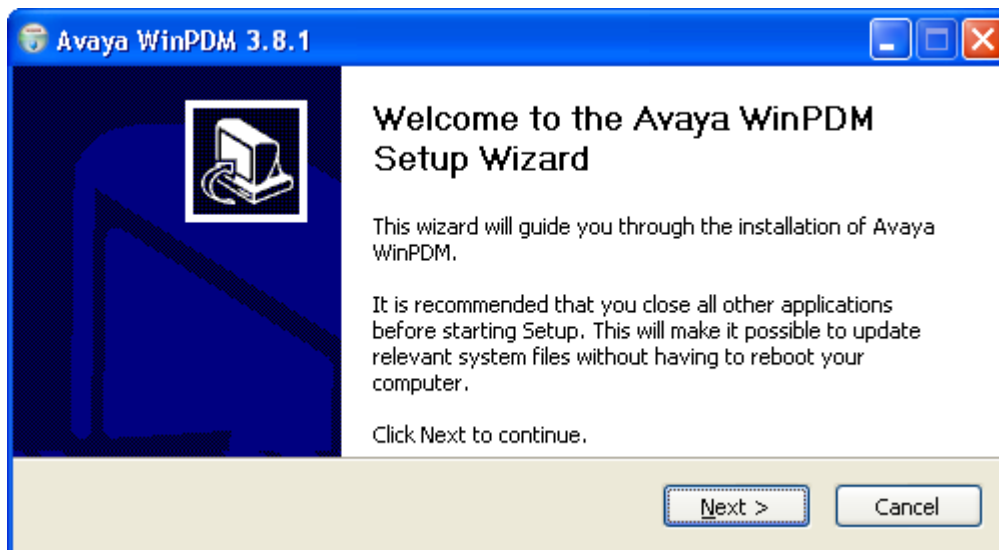 Avaya WinPDM 3.8.1
Welcome to the Avaya WinPDM
Setup Wizard
This wizard will guide you through the installation of Avaya
WinPDM.
It is recommended that you close all other applications
before starting Setup. This will make it possible to update
relevant system files without having to reboot your
computer.
Click Next to continue.
Next >
Cancel